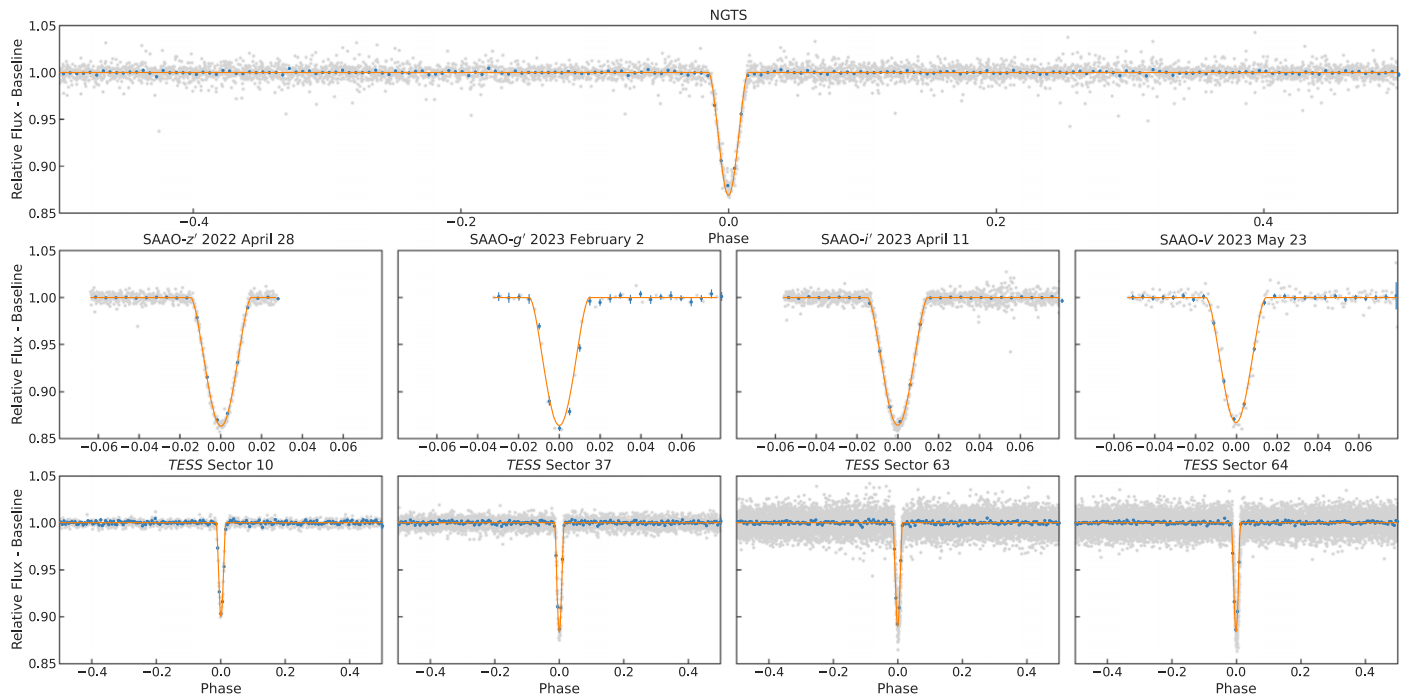 NGTS
1.05
1.00
0.95
0.90
0.85
Relative Flux - Baseline
−0.4 −0.2 0.0 0.2 0.4
Phase
SAAO-z′ 2022 April 28 SAAO-g′ 2023 February 2 SAAO-i′ 2023 April 11 SAAO-V 2023 May 23
1.05
1.00
0.95
0.90
0.85
Relative Flux - Baseline
−0.06 −0.04 −0.02 0.00 0.02 0.04 0.06 −0.06 −0.04 −0.02 0.00 0.02 0.04 0.06 −0.06 −0.04 −0.02 0.00 0.02 0.04 0.06 −0.06 −0.04 −0.02 0.00 0.02 0.04 0.06
TESS Sector 10 TESS Sector 37 TESS Sector 63 TESS Sector 64
1.05
1.00
0.95
0.90
0.85
Relative Flux - Baseline
−0.4 −0.2 0.0 0.2 0.4 −0.4 −0.2 0.0 0.2 0.4 −0.4 −0.2 0.0 0.2 0.4 −0.4 −0.2 0.0 0.2 0.4
Phase Phase Phase Phase